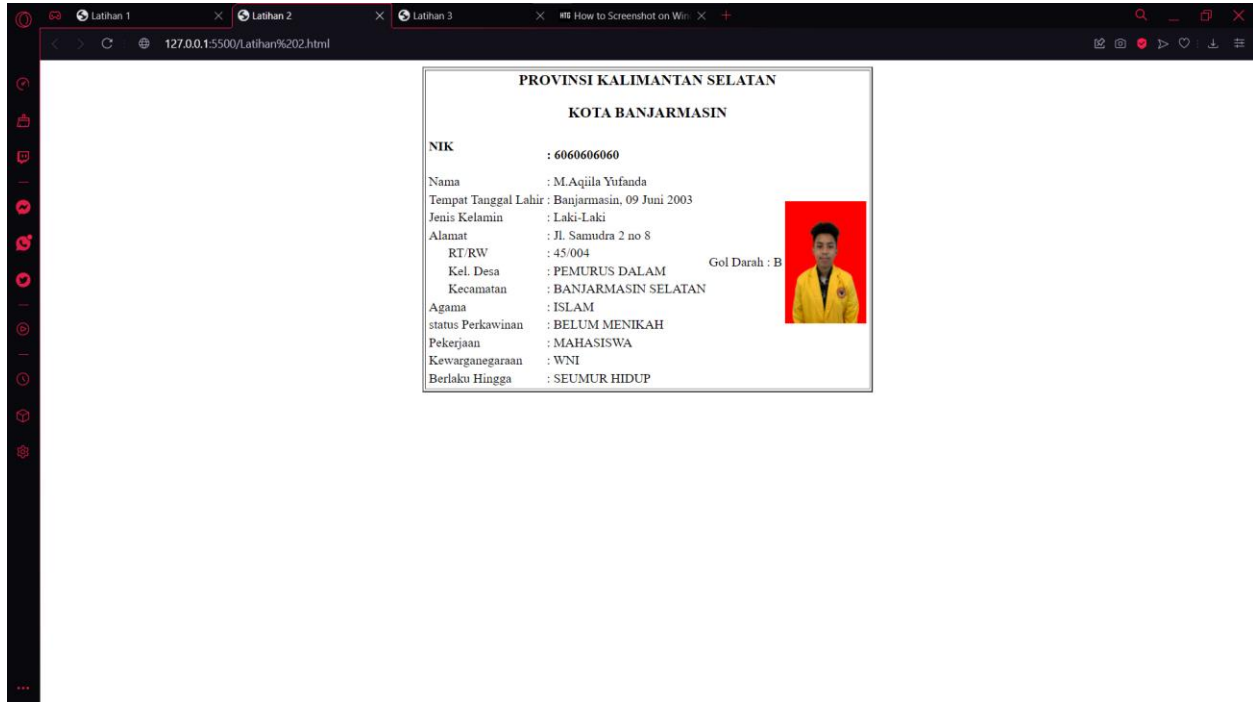 Latihan 1
Latihan 2
Latihan 3
HTG How to Screenshot on Win
127.0.0.1:5500/Latihan%202.html
PROVINSI KALIMANTAN SELATAN
KOTA BANJARMASIN
NIK : 6060606060
Nama : M.Aqiila Yufanda
Tempat Tanggal Lahir : Banjarmasin, 09 Juni 2003
Jenis Kelamin : Laki-Laki
Alamat : Jl. Samudra 2 no 8
RT/RW : 45/004
Gol Darah : B
Kel. Desa : PEMURUS DALAM
Kecamatan : BANJARMASIN SELATAN
Agama : ISLAM
status Perkawinan : BELUM MENIKAH
Pekerjaan : MAHASISWA
Kewarganegaraan : WNI
Berlaku Hingga : SEUMUR HIDUP